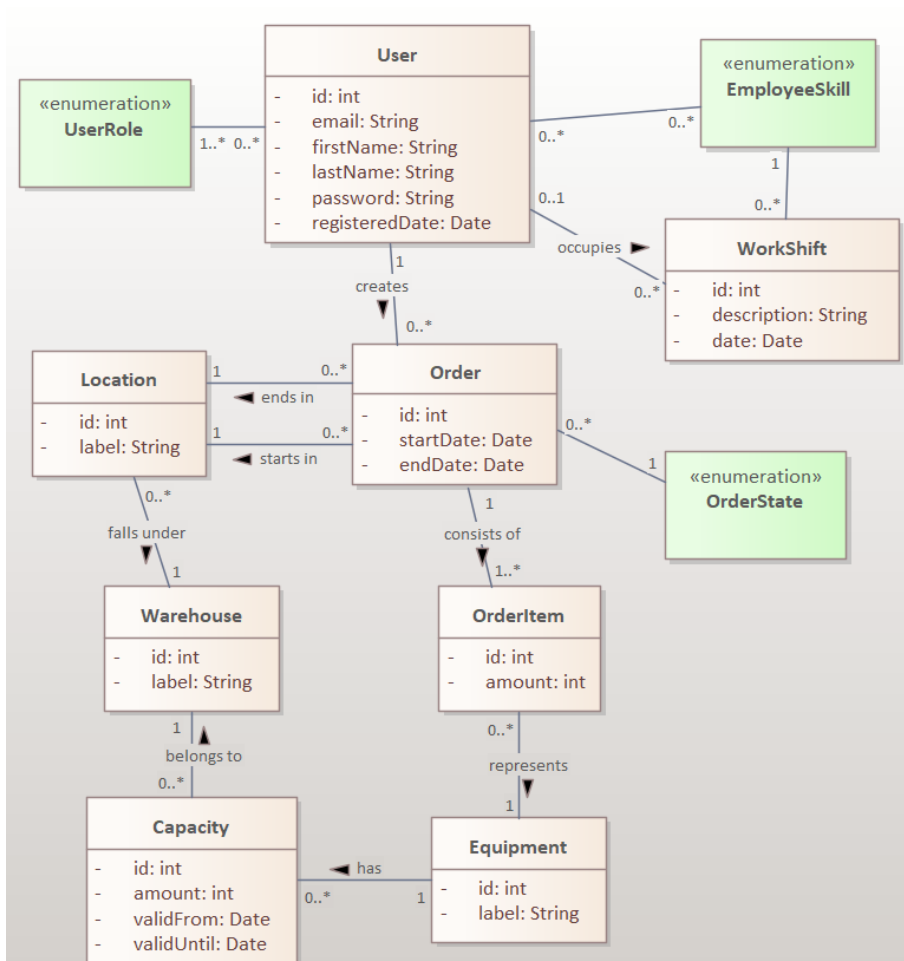 User
- id: int
- email: String
- firstName: String
- lastName: String
- password: String
- registeredDate: Date
«enumeration»
UserRole
1..* 0..*
«enumeration»
EmployeeSkill
0..* 0..*
1
0..*
0..1
occupies
0..*
WorkShift
- id: int
- description: String
- date: Date
1
creates
0..*
Location
- id: int
- label: String
1 0..*
ends in
1 0..*
starts in
Order
- id: int
- startDate: Date
- endDate: Date
0..*
1
«enumeration»
OrderState
0..*
falls under
1
1
consists of
1..*
Warehouse
- id: int
- label: String
OrderItem
- id: int
- amount: int
1
belongs to
0..*
0..*
represents
1
Capacity
- id: int
- amount: int
- validFrom: Date
- validUntil: Date
has
0..* 1
Equipment
- id: int
- label: String